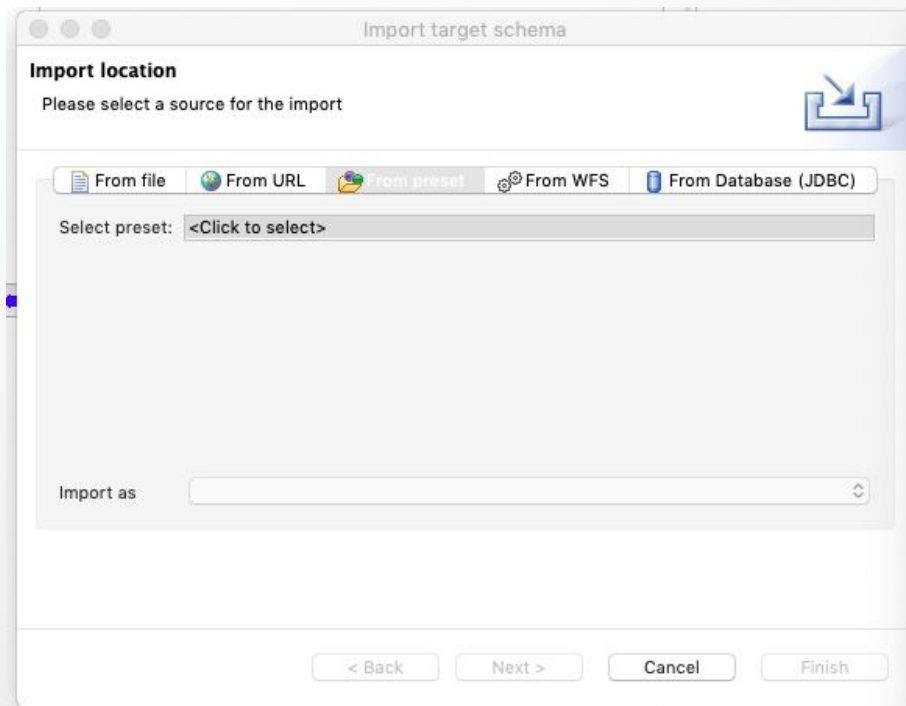 Import target schema
Import location
Please select a source for the import
From file From URL From preset From WFS From Database (JDBC)
Select preset: <Click to select>
Import as
< Back Next > Cancel Finish